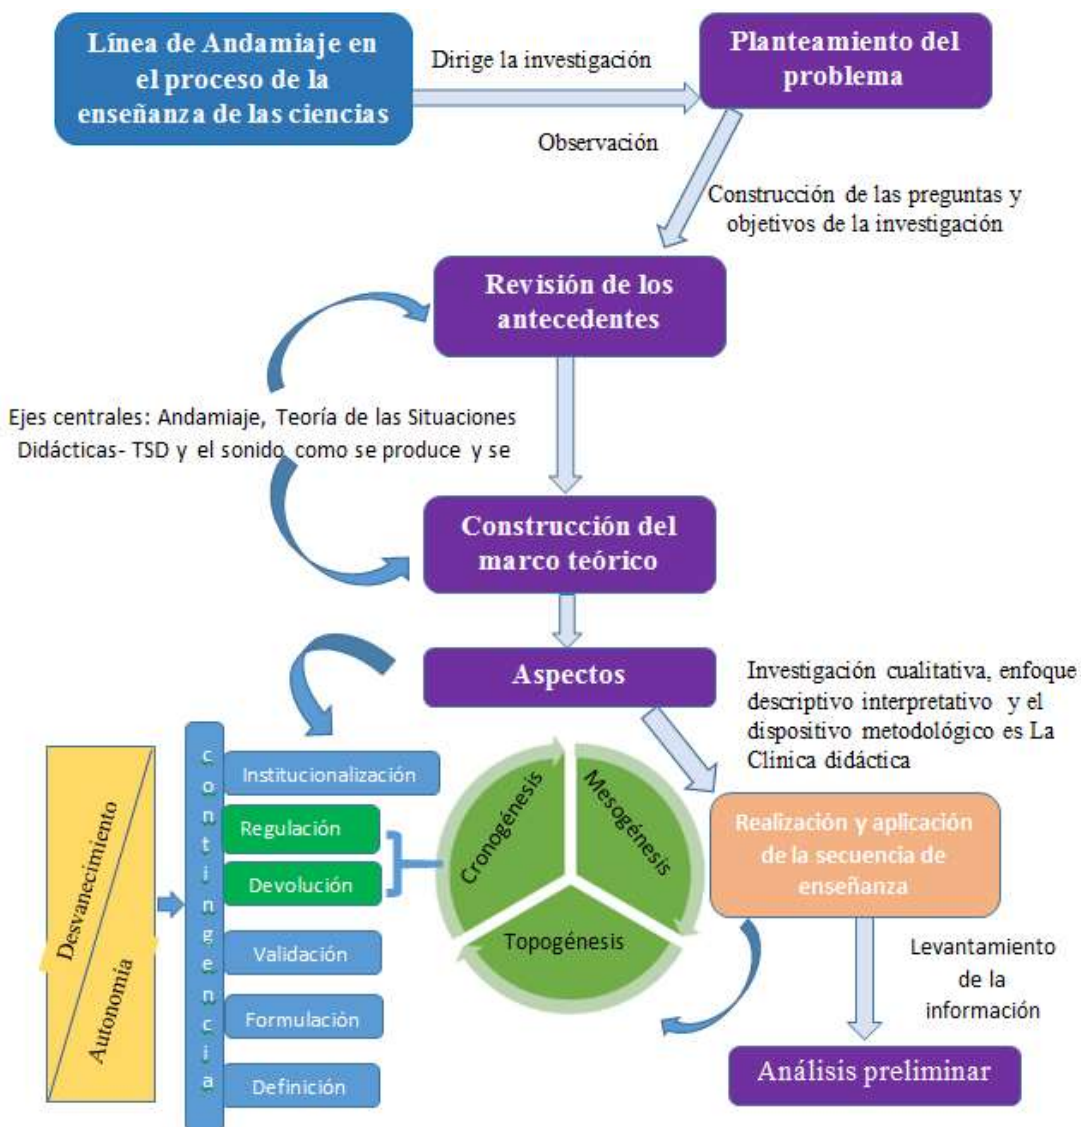 Línea de Andamiaje en
el proceso de la
enseñanza de las ciencias
Dirige la investigación
Planteamiento del
problema
Observación
Construcción de las preguntas y
objetivos de la investigación
Revisión de los
antecedentes
Ejes centrales: Andamiaje, Teoría de las Situaciones
Didácticas- TSD y el sonido como se produce y se
Construcción del
marco teórico
Aspectos
Investigación cualitativa, enfoque
descriptivo interpretativo y el
dispositivo metodológico es La
Clínica didáctica
Desvanecimiento
Autonomía
contingencia
Institucionalización
Regulación
Devolución
Validación
Formulación
Definición
Cronogénesis
Mesogénesis
Topogénesis
Realización y aplicación
de la secuencia de
enseñanza
Levantamiento
de la
información
Análisis preliminar